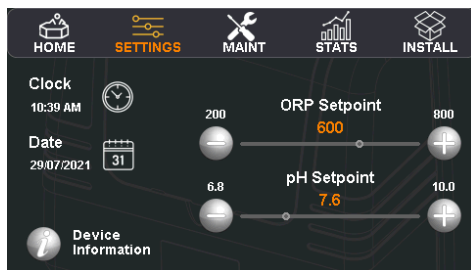 HOME SETTINGS MAINT STATS INSTALL
Clock
10:39 AM
Date
29/07/2021
31
200 ORP Setpoint 800
600
6.8 pH Setpoint 10.0
7.6
Device
Information